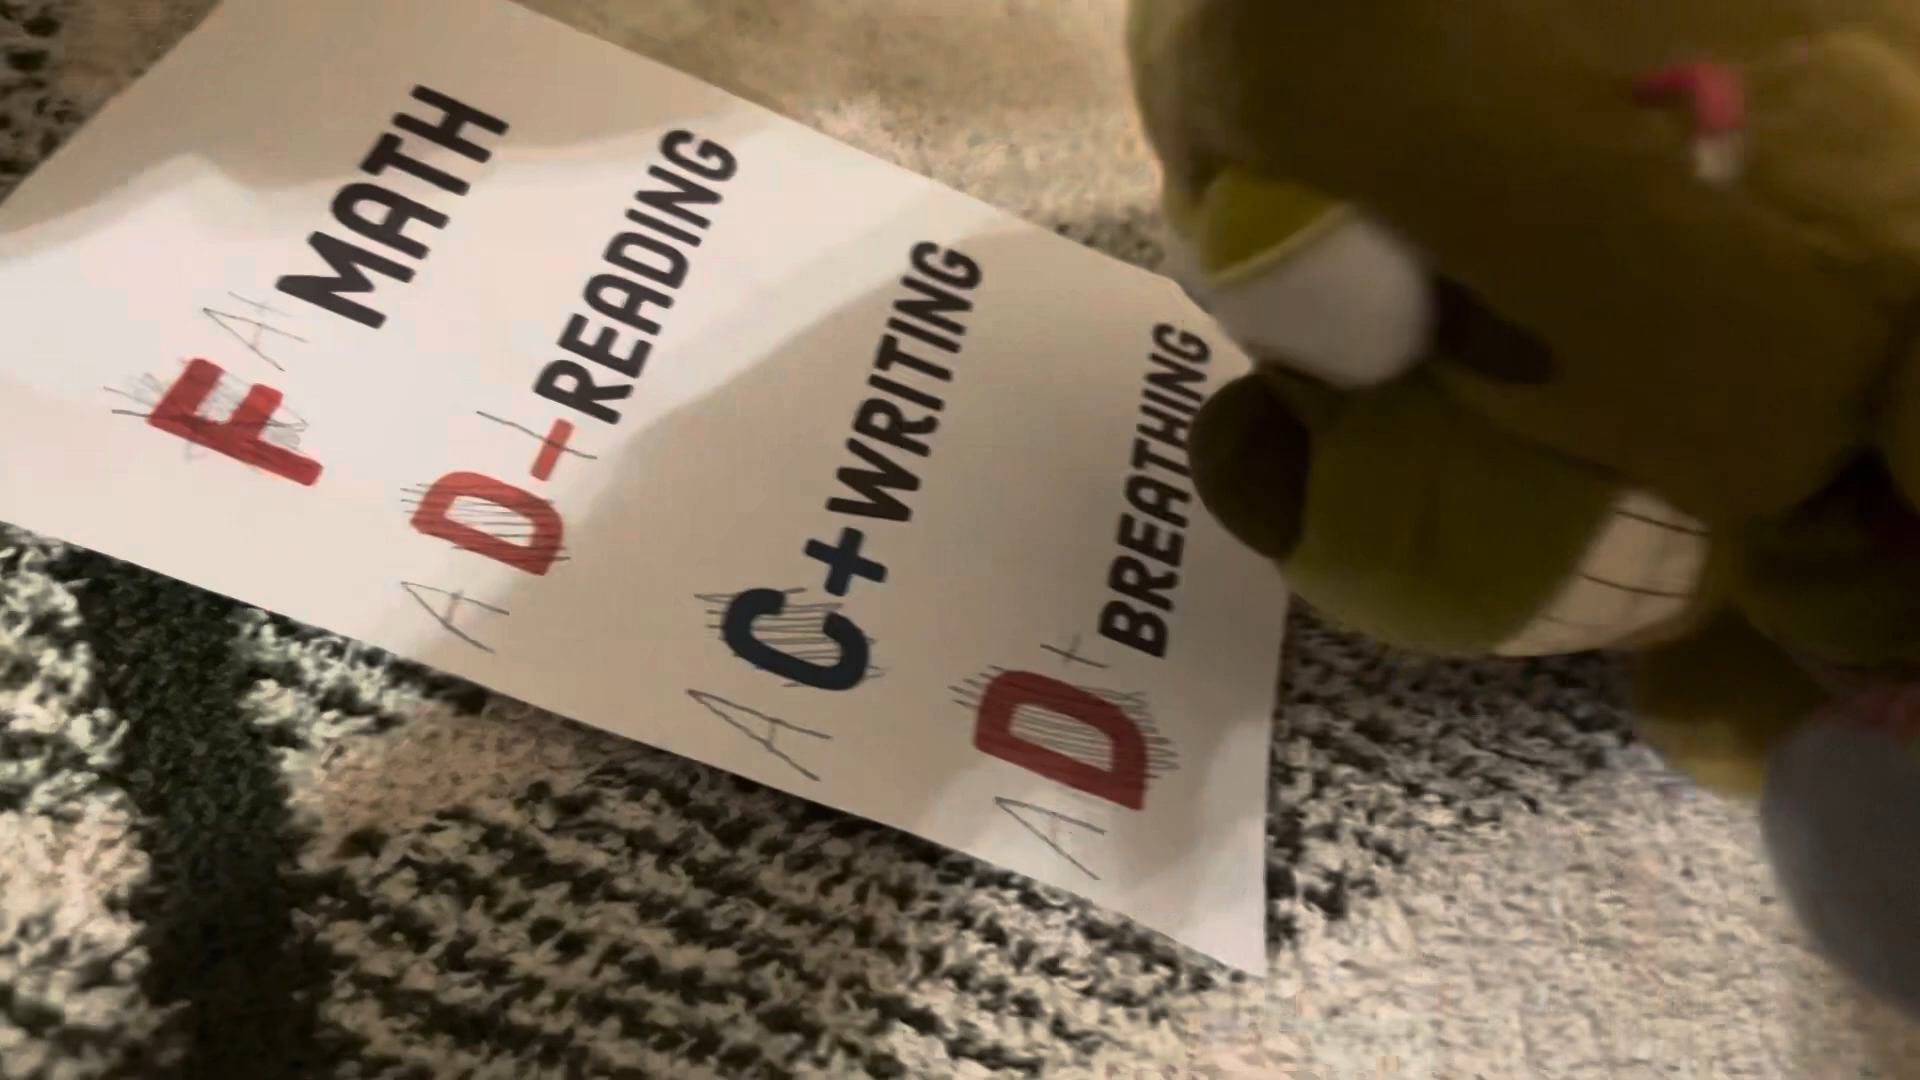 F A+ MATH
A D- + READING
A C+ WRITING
A D + BREATHING